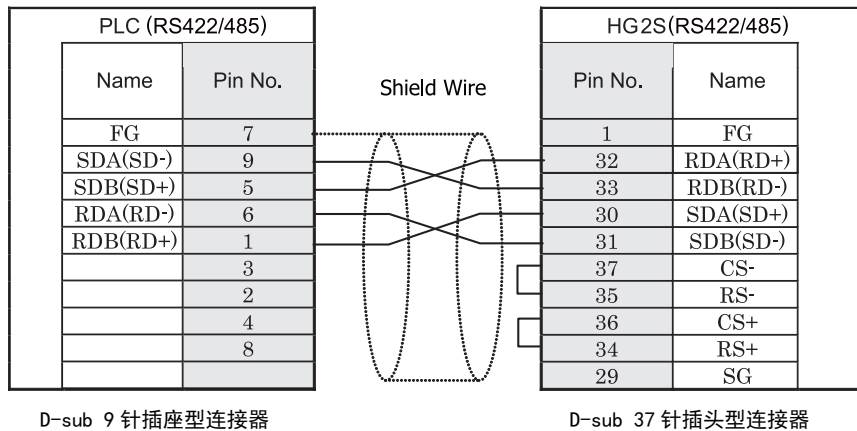 PLC (RS422/485) HG2S(RS422/485)
Name Pin No. Shield Wire Pin No. Name
FG 7 1 FG
SDA(SD-) 9 32 RDA(RD+)
SDB(SD+) 5 33 RDB(RD-)
RDA(RD-) 6 30 SDA(SD+)
RDB(RD+) 1 31 SDB(SD-)
3 37 CS-
2 35 RS-
4 36 CS+
8 34 RS+
29 SG
D-sub 9 针插座型连接器 D-sub 37 针插头型连接器